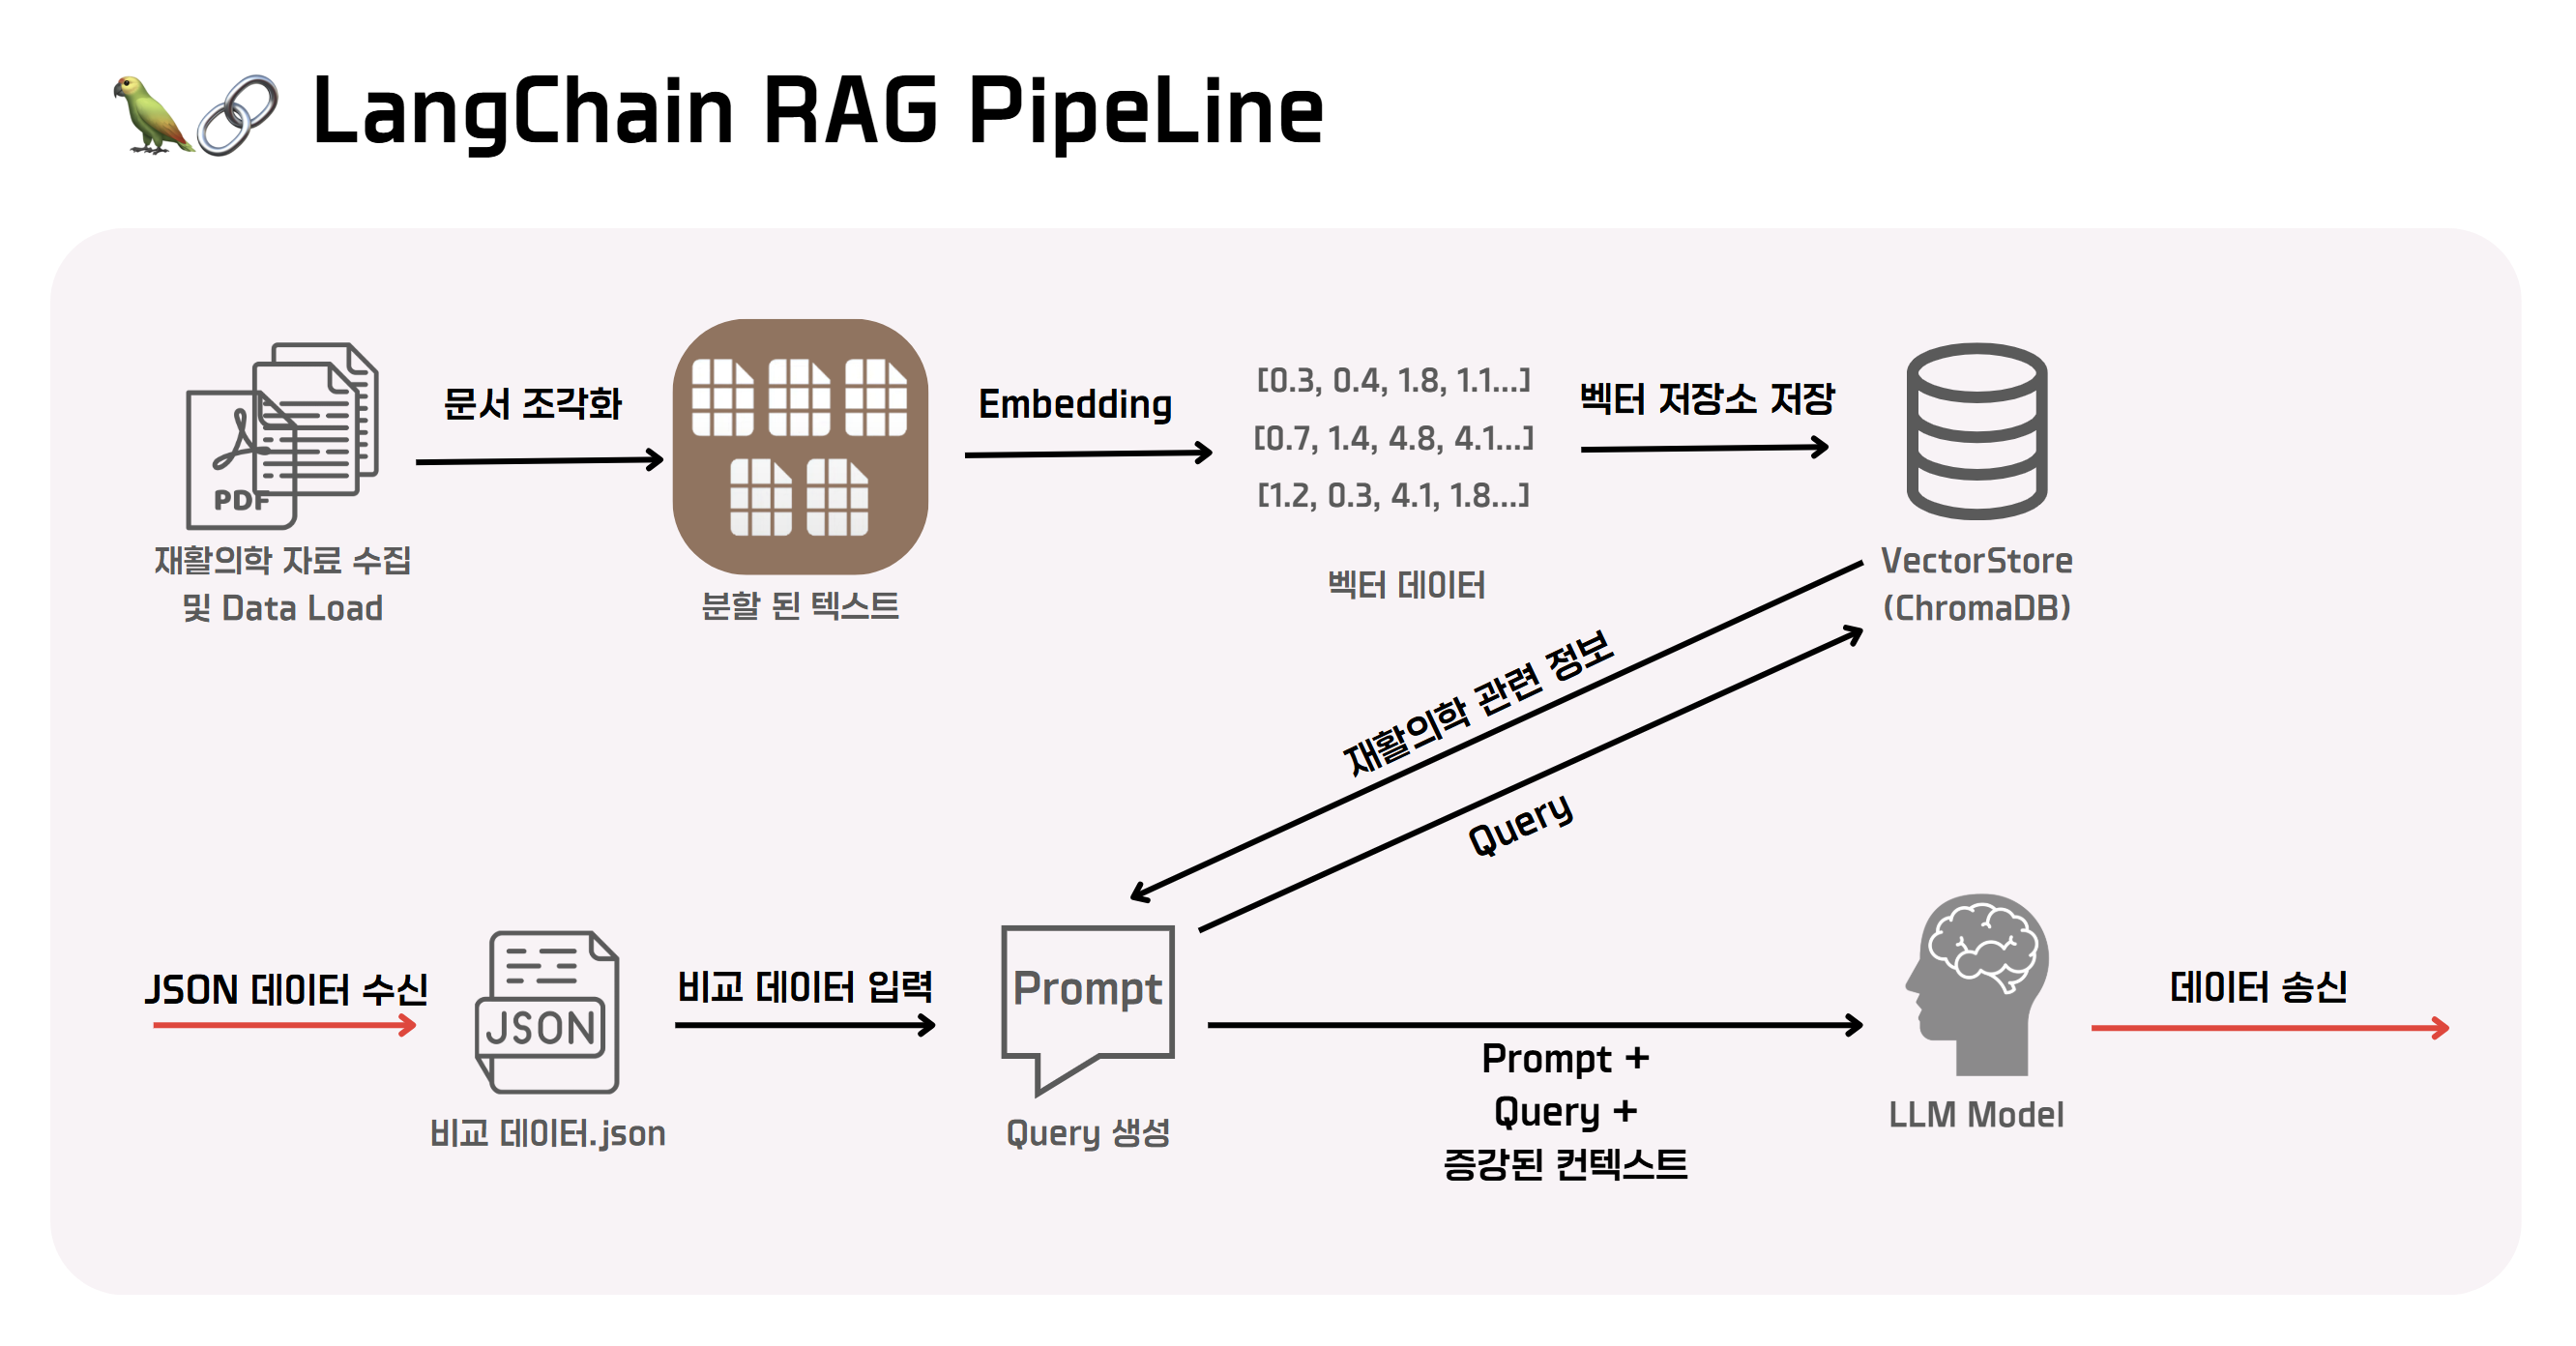 LangChain RAG PipeLine
문서 조각화
Embedding
[0.3, 0.4, 1.8, 1.1...]
[0.7, 1.4, 4.8, 4.1...]
[1.2, 0.3, 4.1, 1.8...]
벡터 저장소 저장
PDF
재활의학 자료 수집
및 Data Load
분할 된 텍스트
벡터 데이터
VectorStore
(ChromaDB)
재활의학 관련 정보
Query
JSON 데이터 수신
JSON
비교 데이터.json
비교 데이터 입력
Prompt
Query 생성
Prompt +
Query +
증강된 컨텍스트
LLM Model
데이터 송신